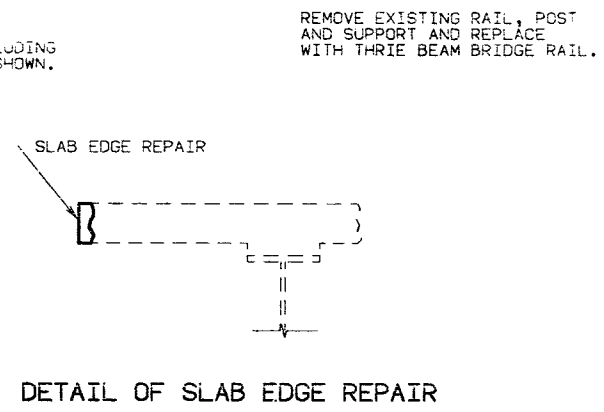 REMOVE EXISTING RAIL, POST
AND SUPPORT AND REPLACE
WITH THRIE BEAM BRIDGE RAIL.
SHOWN.
SLAB EDGE REPAIR
DETAIL OF SLAB EDGE REPAIR